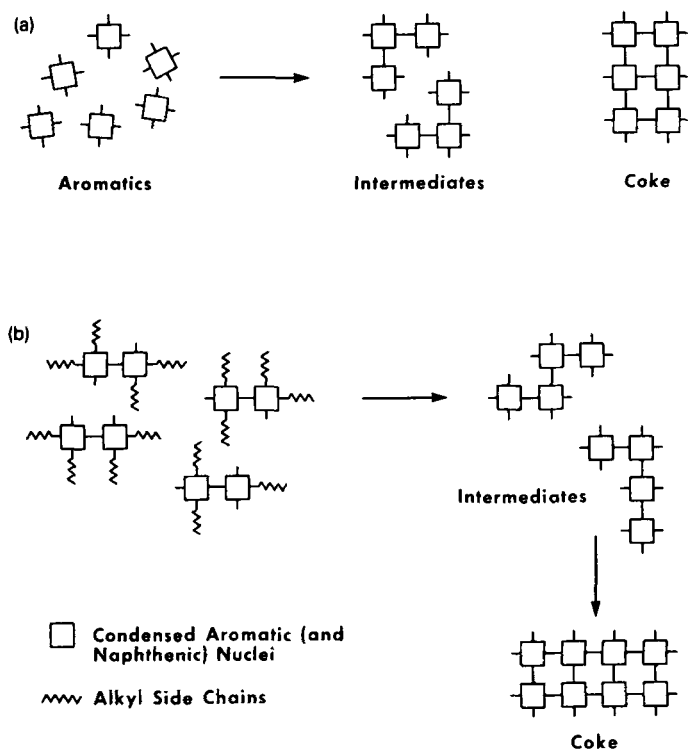 (a)
Aromatics
Intermediates
Coke
(b)
Intermediates
Condensed Aromatic (and
Naphthenic) Nuclei
Alkyl Side Chains
Coke